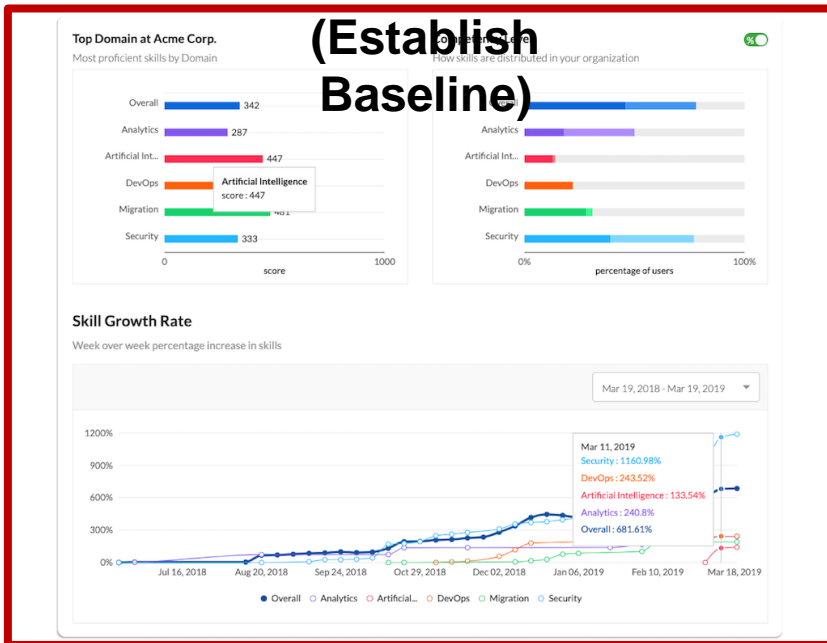 (Establish
Baseline)
Top Domain at Acme Corp.
Most proficient skills by Domain
Overall
342
Analytics
287
Artificial Int...
447
DevOps
Artificial Intelligence
score : 447
Migration
481
Security
333
0
1000
score
Competency Level
How skills are distributed in your organization
%
Overall
Analytics
Artificial Int...
DevOps
Migration
Security
0%
100%
percentage of users
Skill Growth Rate
Week over week percentage increase in skills
Mar 19, 2018 - Mar 19, 2019
1200%
900%
600%
300%
0%
Mar 11, 2019
Security : 1160.98%
DevOps : 243.52%
Artificial Intelligence : 133.54%
Analytics : 240.8%
Overall : 681.61%
Jul 16, 2018
Aug 20, 2018
Sep 24, 2018
Oct 29, 2018
Dec 02, 2018
Jan 06, 2019
Feb 10, 2019
Mar 18, 2019
Overall
Analytics
Artificial...
DevOps
Migration
Security